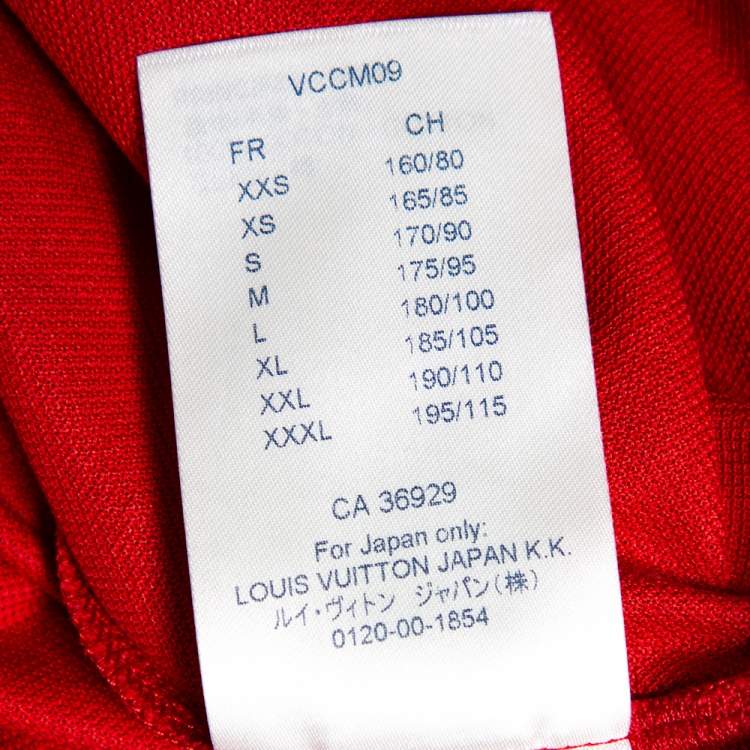 VCCM09
FR CH
XXS 160/80
XS 165/85
S 170/90
M 175/95
L 180/100
XL 185/105
XXL 190/110
XXXL 195/115
CA 36929
For Japan only:
LOUIS VUITTON JAPAN K.K.
ルイ・ヴィトン ジャパン(株)
0120-00-1854